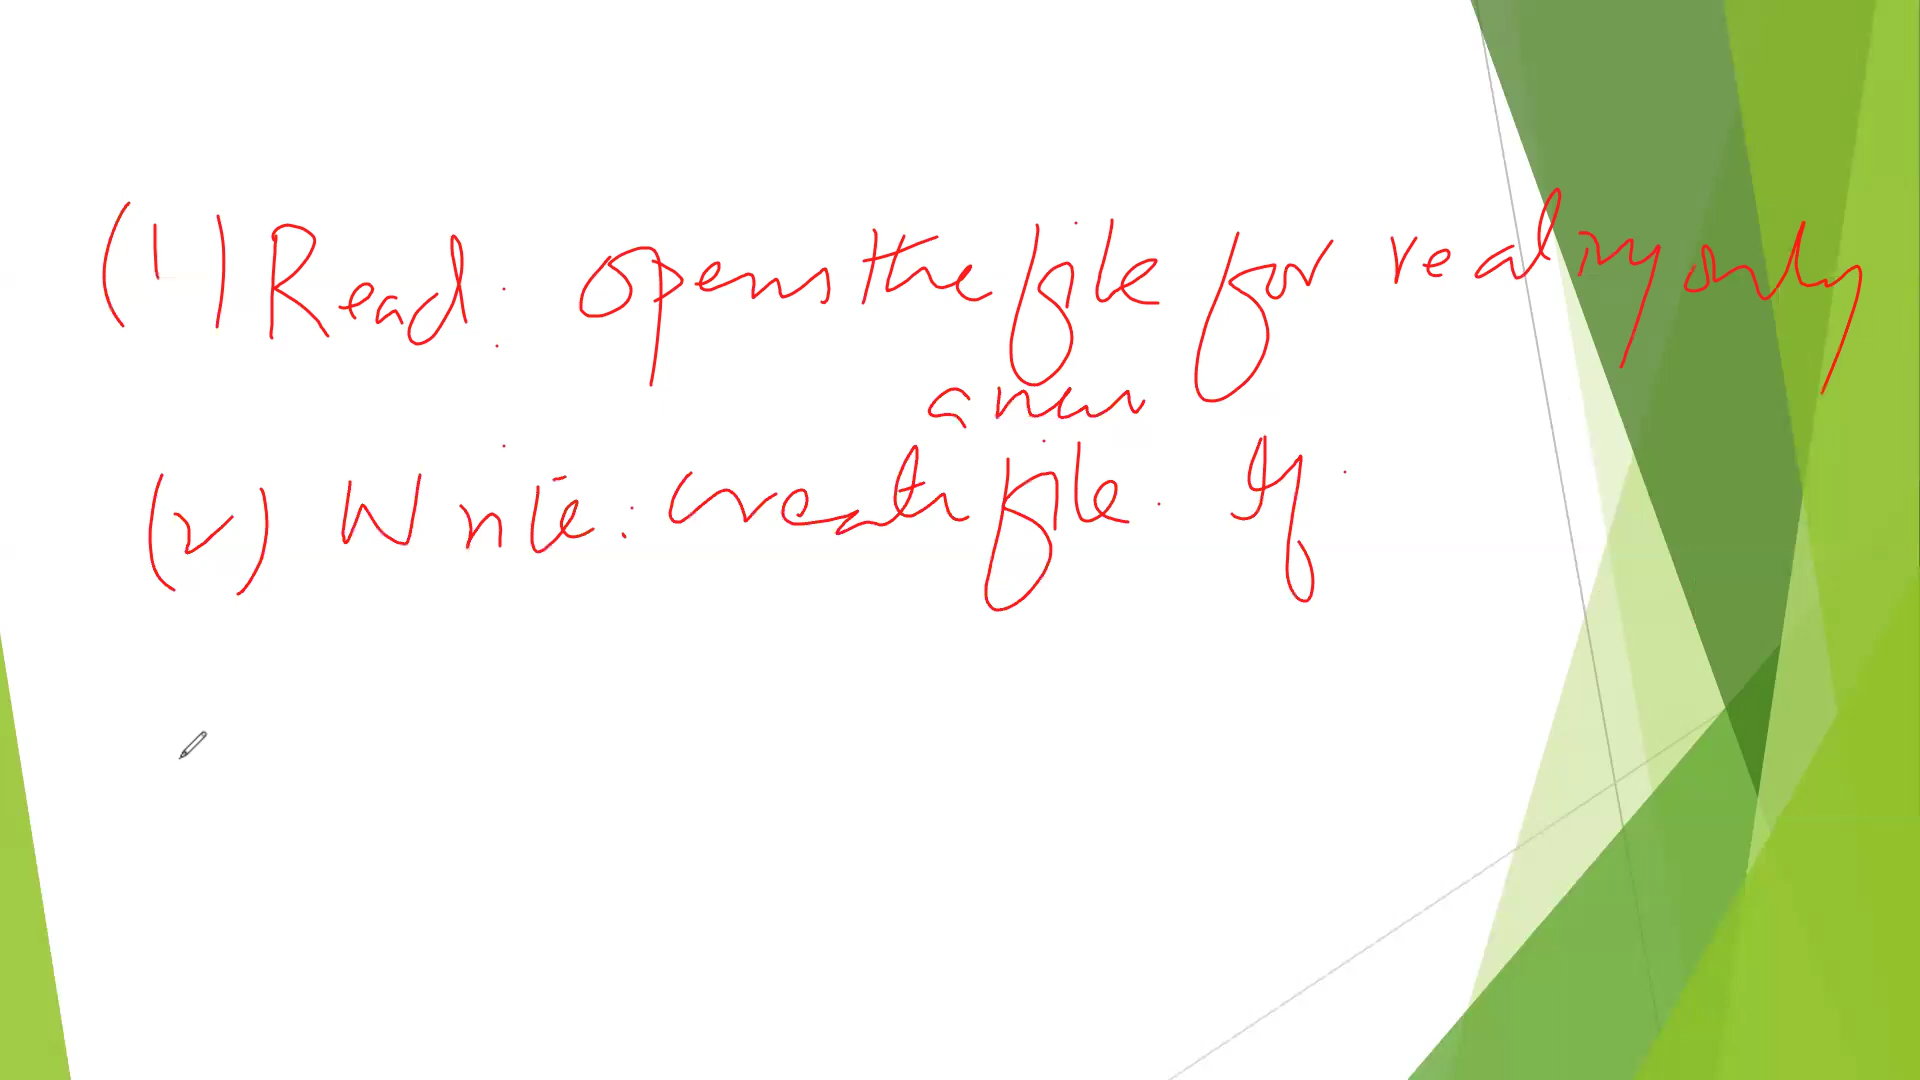 (1) Read: opens the file for reading only
a new
(2) Write: create file. If